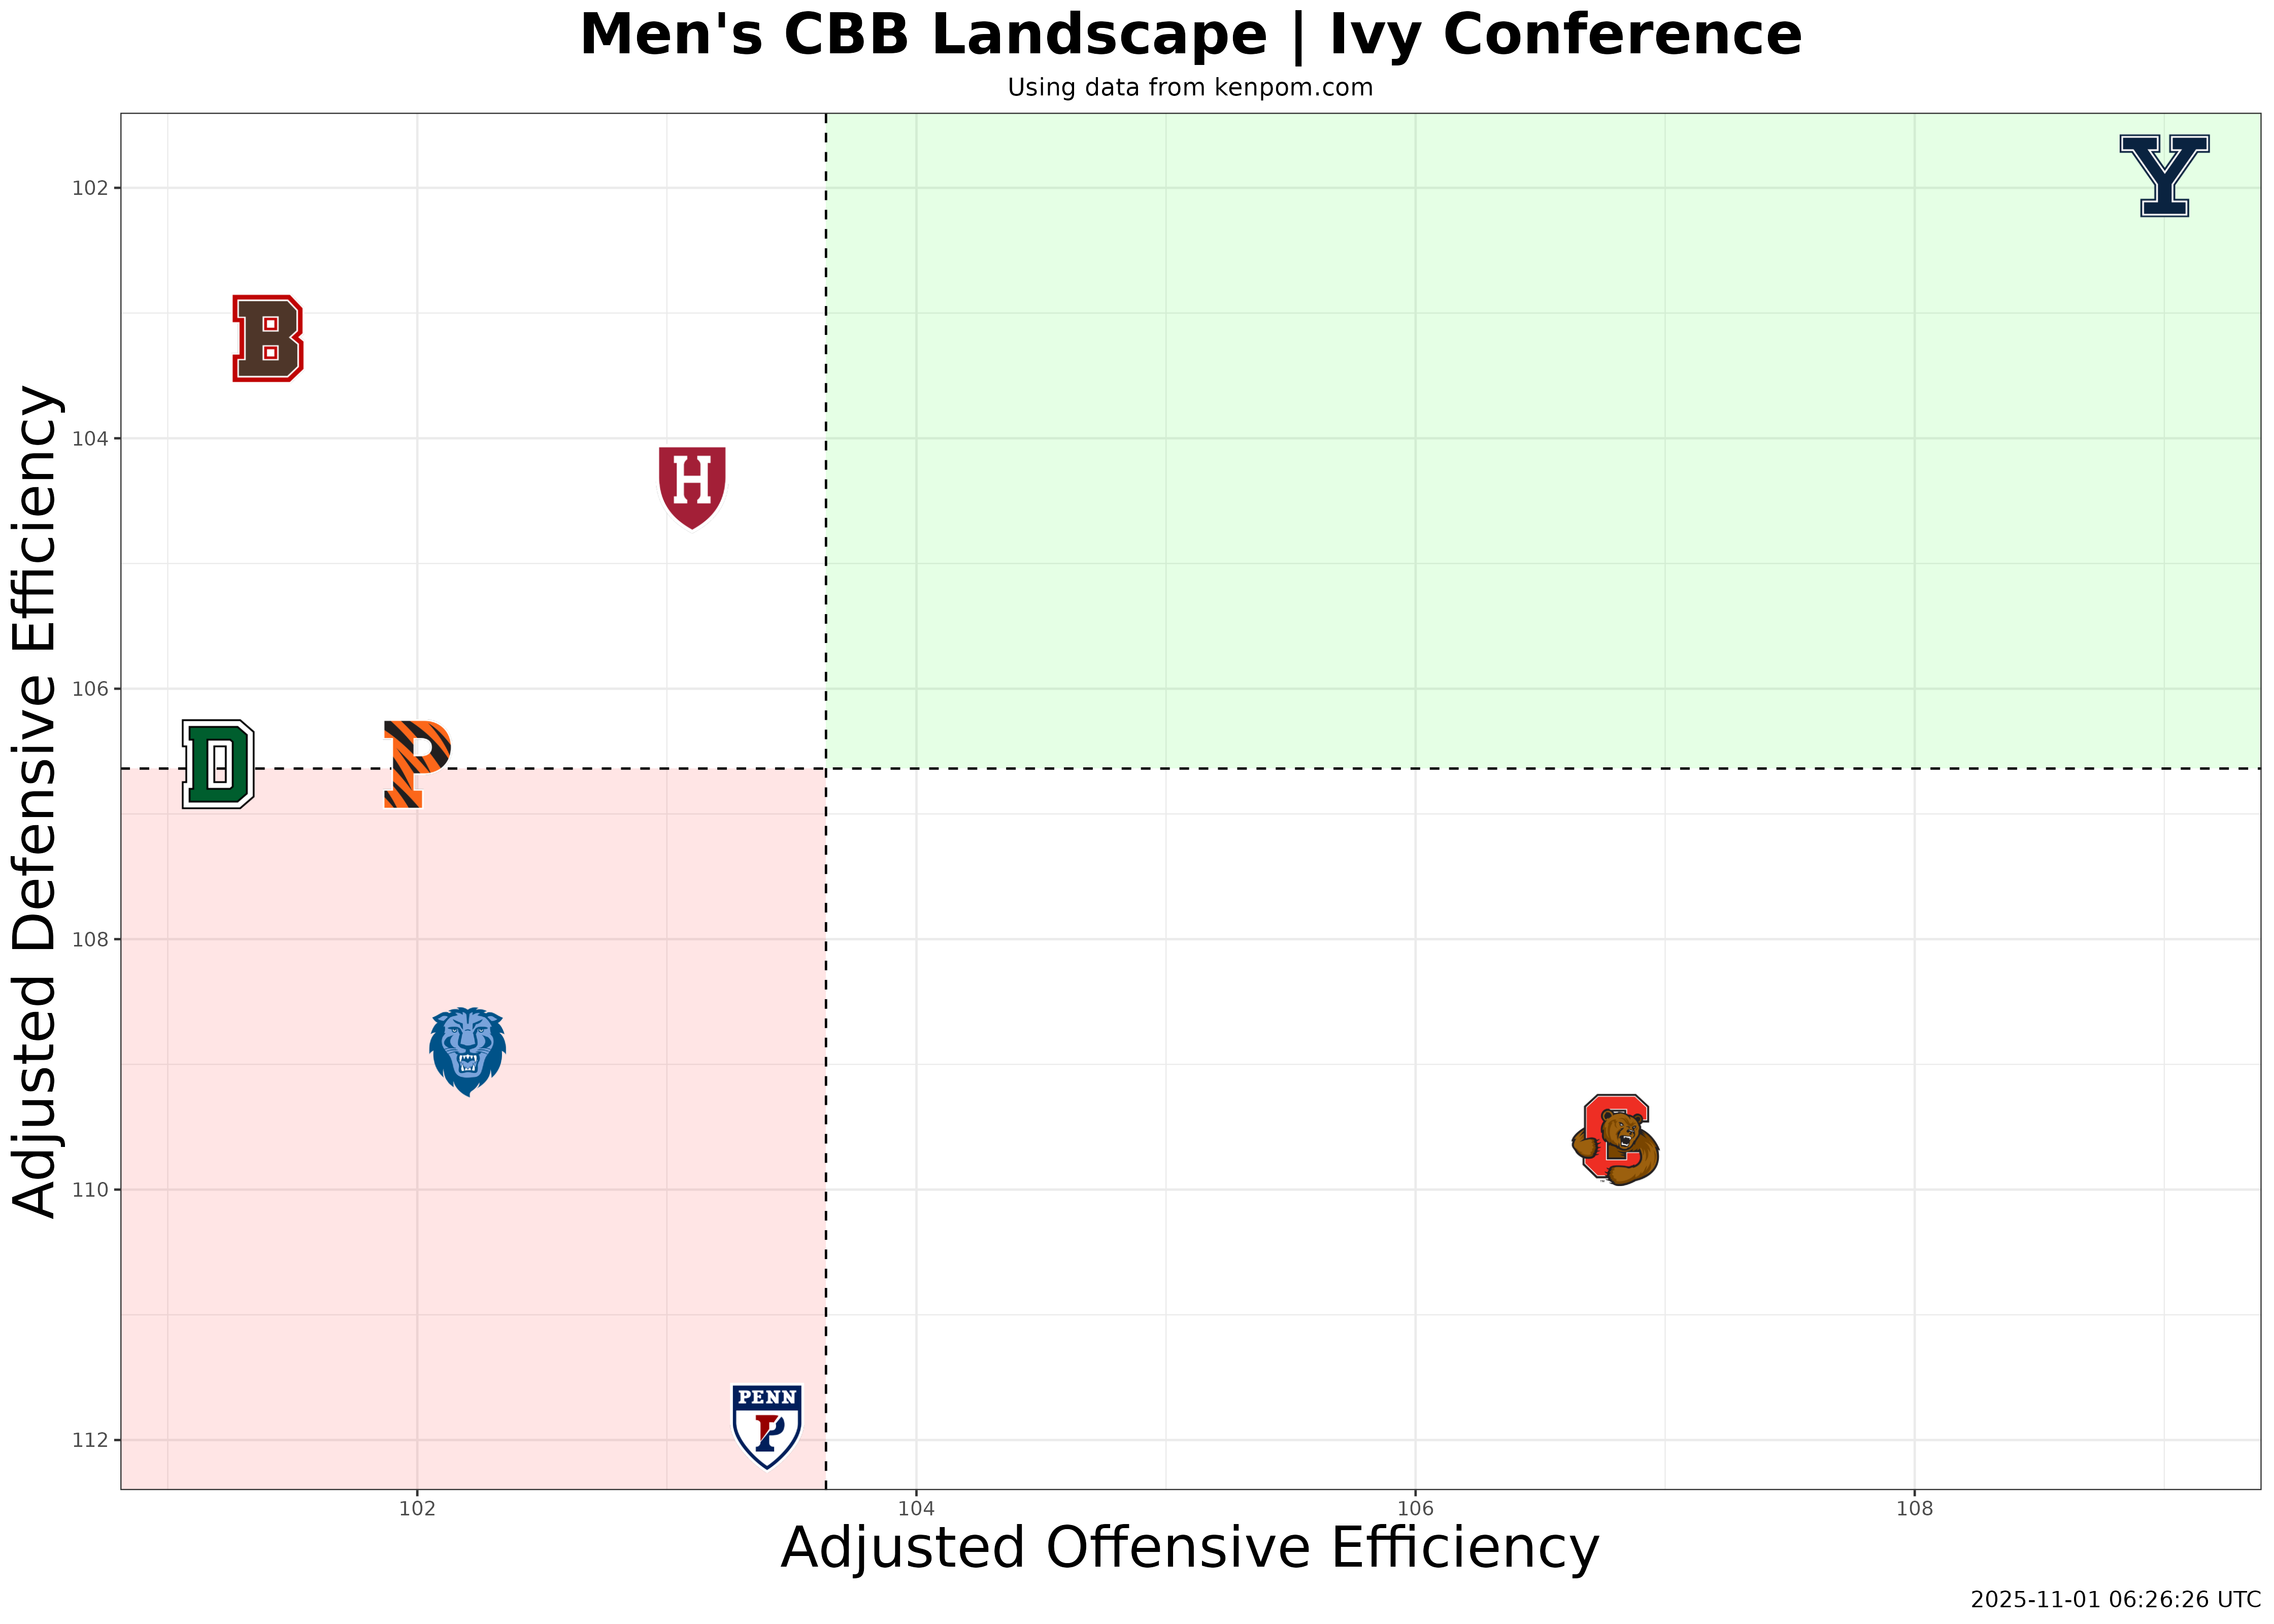 Men's CBB Landscape | Ivy Conference
Using data from kenpom.com
Adjusted Defensive Efficiency
102
104
106
108
110
112
Y
B
H
D
P
C
PENN
P
102
104
106
108
Adjusted Offensive Efficiency
2025-11-01 06:26:26 UTC